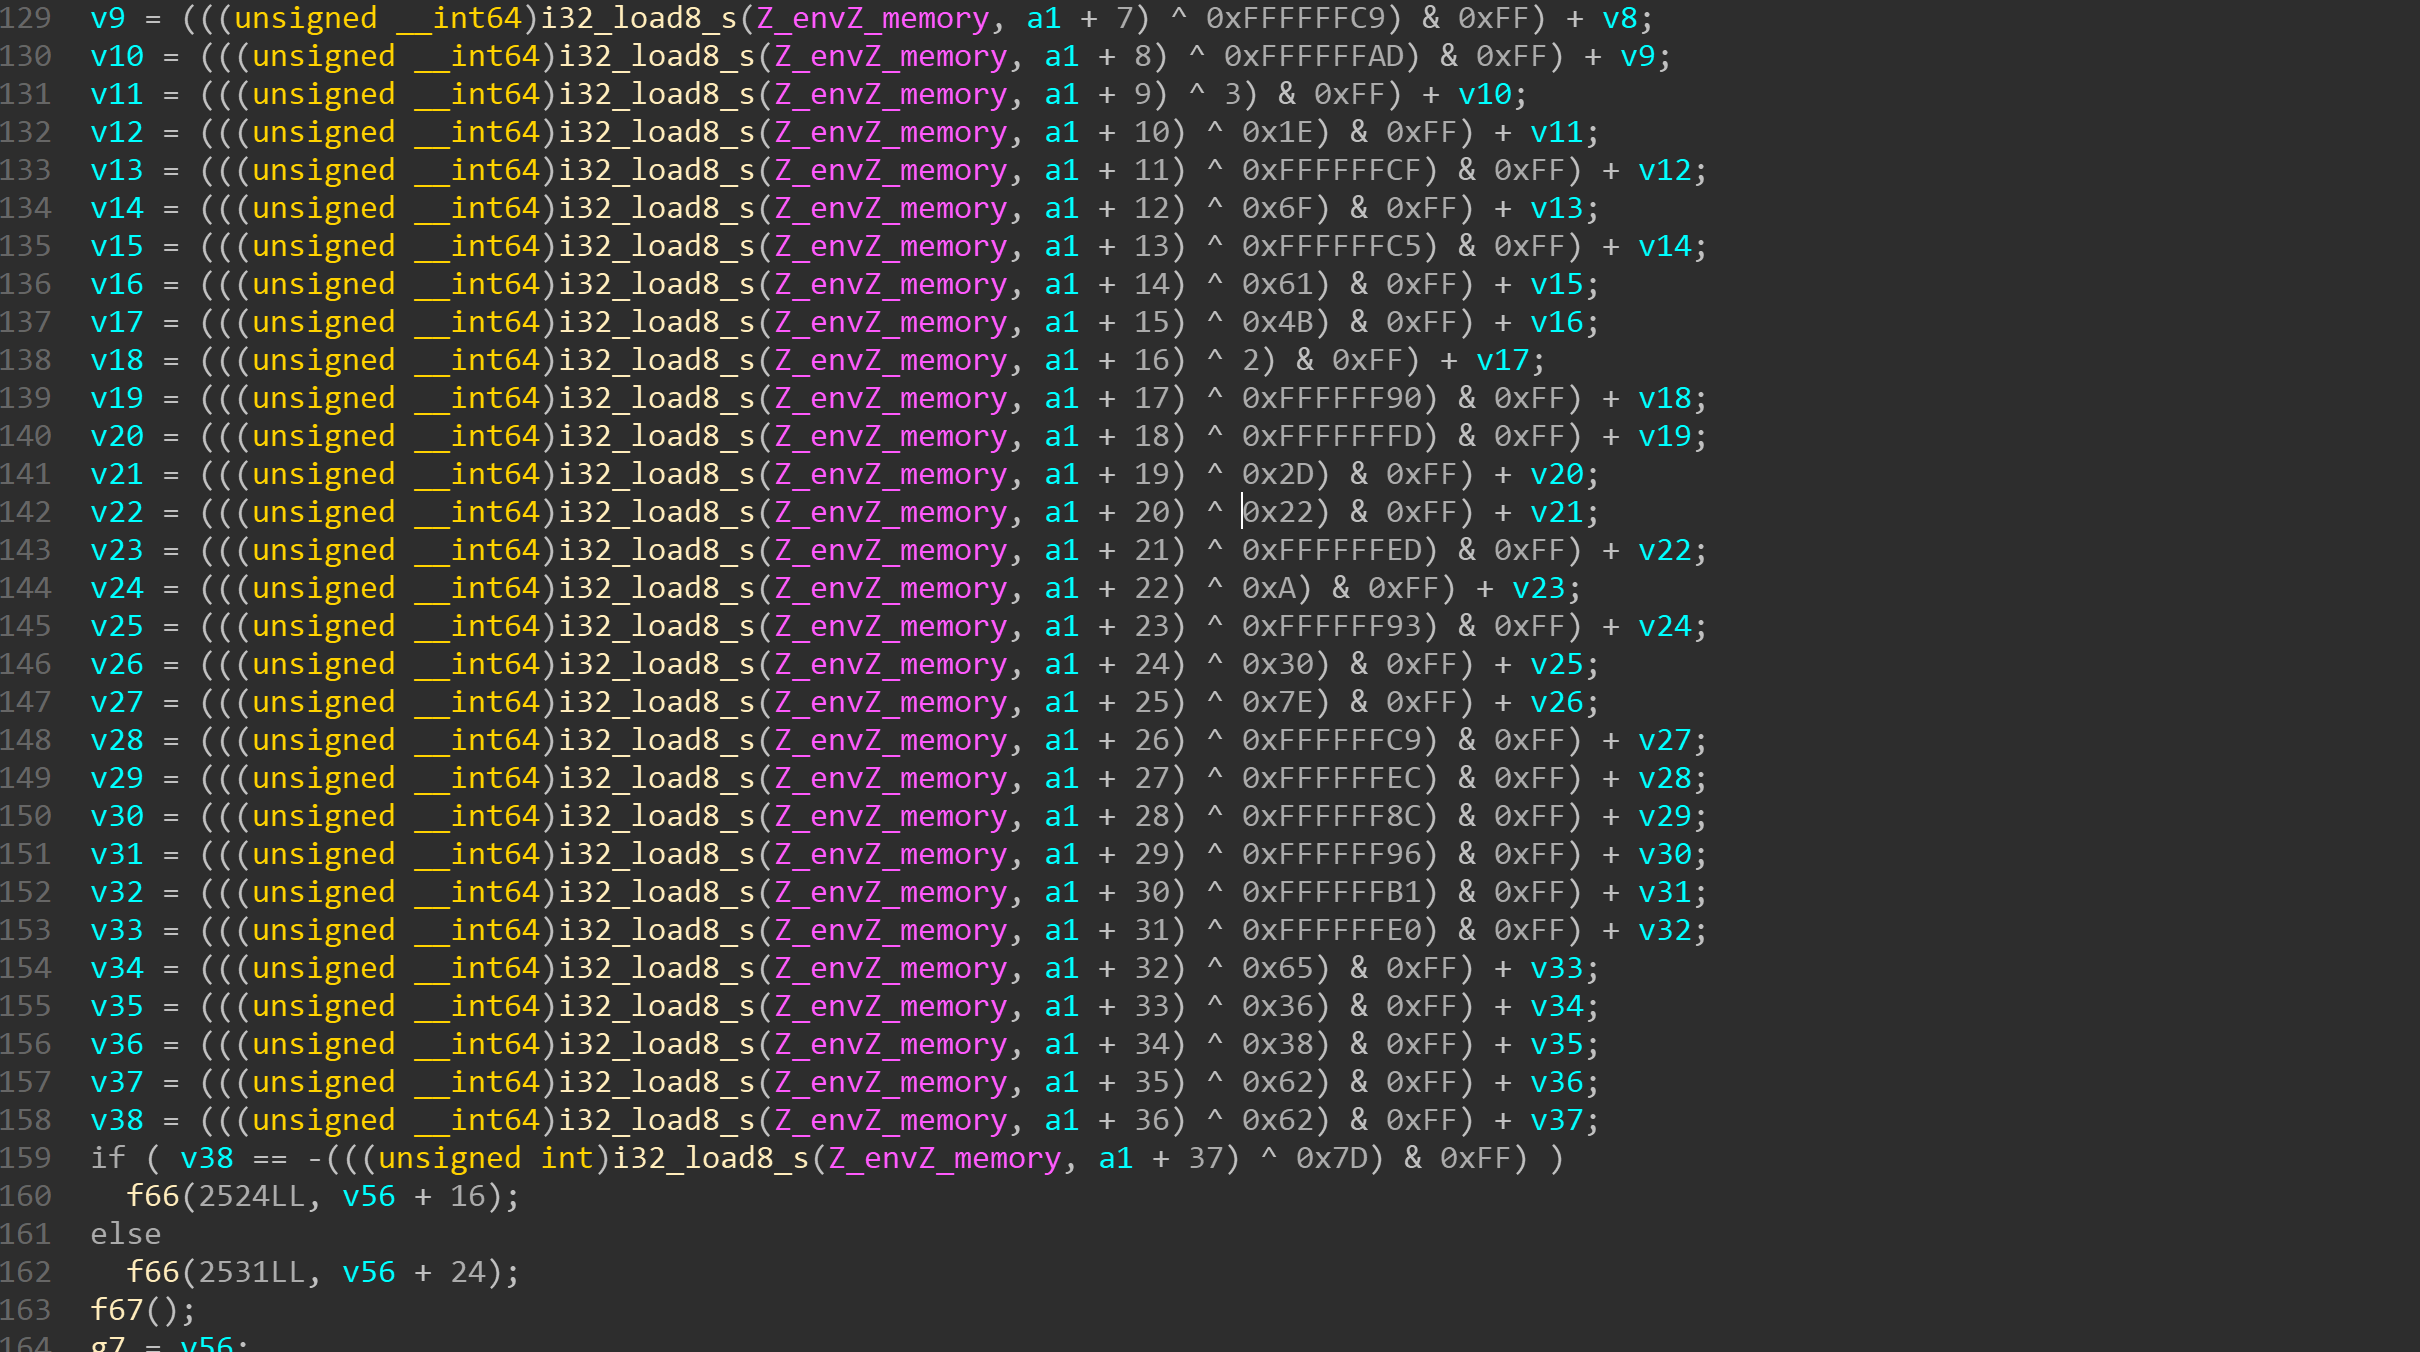 129 v9 = (((unsigned __int64)i32_load8_s(Z_envZ_memory, a1 + 7) ^ 0xFFFFFFC9) & 0xFF) + v8;
130 v10 = (((unsigned __int64)i32_load8_s(Z_envZ_memory, a1 + 8) ^ 0xFFFFFFAD) & 0xFF) + v9;
131 v11 = (((unsigned __int64)i32_load8_s(Z_envZ_memory, a1 + 9) ^ 3) & 0xFF) + v10;
132 v12 = (((unsigned __int64)i32_load8_s(Z_envZ_memory, a1 + 10) ^ 0x1E) & 0xFF) + v11;
133 v13 = (((unsigned __int64)i32_load8_s(Z_envZ_memory, a1 + 11) ^ 0xFFFFFFCF) & 0xFF) + v12;
134 v14 = (((unsigned __int64)i32_load8_s(Z_envZ_memory, a1 + 12) ^ 0x6F) & 0xFF) + v13;
135 v15 = (((unsigned __int64)i32_load8_s(Z_envZ_memory, a1 + 13) ^ 0xFFFFFFC5) & 0xFF) + v14;
136 v16 = (((unsigned __int64)i32_load8_s(Z_envZ_memory, a1 + 14) ^ 0x61) & 0xFF) + v15;
137 v17 = (((unsigned __int64)i32_load8_s(Z_envZ_memory, a1 + 15) ^ 0x4B) & 0xFF) + v16;
138 v18 = (((unsigned __int64)i32_load8_s(Z_envZ_memory, a1 + 16) ^ 2) & 0xFF) + v17;
139 v19 = (((unsigned __int64)i32_load8_s(Z_envZ_memory, a1 + 17) ^ 0xFFFFFF90) & 0xFF) + v18;
140 v20 = (((unsigned __int64)i32_load8_s(Z_envZ_memory, a1 + 18) ^ 0xFFFFFFFD) & 0xFF) + v19;
141 v21 = (((unsigned __int64)i32_load8_s(Z_envZ_memory, a1 + 19) ^ 0x2D) & 0xFF) + v20;
142 v22 = (((unsigned __int64)i32_load8_s(Z_envZ_memory, a1 + 20) ^ 0x22) & 0xFF) + v21;
143 v23 = (((unsigned __int64)i32_load8_s(Z_envZ_memory, a1 + 21) ^ 0xFFFFFFED) & 0xFF) + v22;
144 v24 = (((unsigned __int64)i32_load8_s(Z_envZ_memory, a1 + 22) ^ 0xA) & 0xFF) + v23;
145 v25 = (((unsigned __int64)i32_load8_s(Z_envZ_memory, a1 + 23) ^ 0xFFFFFF93) & 0xFF) + v24;
146 v26 = (((unsigned __int64)i32_load8_s(Z_envZ_memory, a1 + 24) ^ 0x30) & 0xFF) + v25;
147 v27 = (((unsigned __int64)i32_load8_s(Z_envZ_memory, a1 + 25) ^ 0x7E) & 0xFF) + v26;
148 v28 = (((unsigned __int64)i32_load8_s(Z_envZ_memory, a1 + 26) ^ 0xFFFFFFC9) & 0xFF) + v27;
149 v29 = (((unsigned __int64)i32_load8_s(Z_envZ_memory, a1 + 27) ^ 0xFFFFFFEC) & 0xFF) + v28;
150 v30 = (((unsigned __int64)i32_load8_s(Z_envZ_memory, a1 + 28) ^ 0xFFFFFF8C) & 0xFF) + v29;
151 v31 = (((unsigned __int64)i32_load8_s(Z_envZ_memory, a1 + 29) ^ 0xFFFFFF96) & 0xFF) + v30;
152 v32 = (((unsigned __int64)i32_load8_s(Z_envZ_memory, a1 + 30) ^ 0xFFFFFFB1) & 0xFF) + v31;
153 v33 = (((unsigned __int64)i32_load8_s(Z_envZ_memory, a1 + 31) ^ 0xFFFFFFE0) & 0xFF) + v32;
154 v34 = (((unsigned __int64)i32_load8_s(Z_envZ_memory, a1 + 32) ^ 0x65) & 0xFF) + v33;
155 v35 = (((unsigned __int64)i32_load8_s(Z_envZ_memory, a1 + 33) ^ 0x36) & 0xFF) + v34;
156 v36 = (((unsigned __int64)i32_load8_s(Z_envZ_memory, a1 + 34) ^ 0x38) & 0xFF) + v35;
157 v37 = (((unsigned __int64)i32_load8_s(Z_envZ_memory, a1 + 35) ^ 0x62) & 0xFF) + v36;
158 v38 = (((unsigned __int64)i32_load8_s(Z_envZ_memory, a1 + 36) ^ 0x62) & 0xFF) + v37;
159 if ( v38 == -(((unsigned int)i32_load8_s(Z_envZ_memory, a1 + 37) ^ 0x7D) & 0xFF) )
160 f66(2524LL, v56 + 16);
161 else
162 f66(2531LL, v56 + 24);
163 f67();
164 g7 = v56;